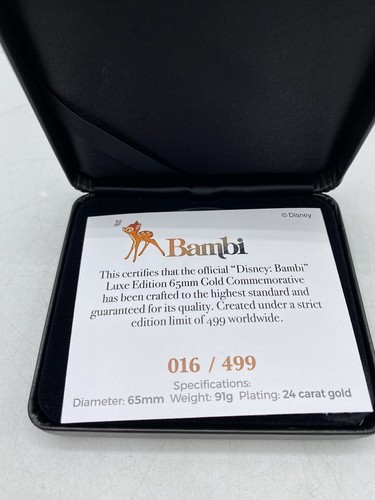 © Disney
Bambi
This certifies that the official “Disney: Bambi”
Luxe Edition 65mm Gold Commemorative
has been crafted to the highest standard and
guaranteed for its quality. Created under a strict
edition limit of 499 worldwide.
016 / 499
Specifications:
Diameter: 65mm Weight: 91g Plating: 24 carat gold